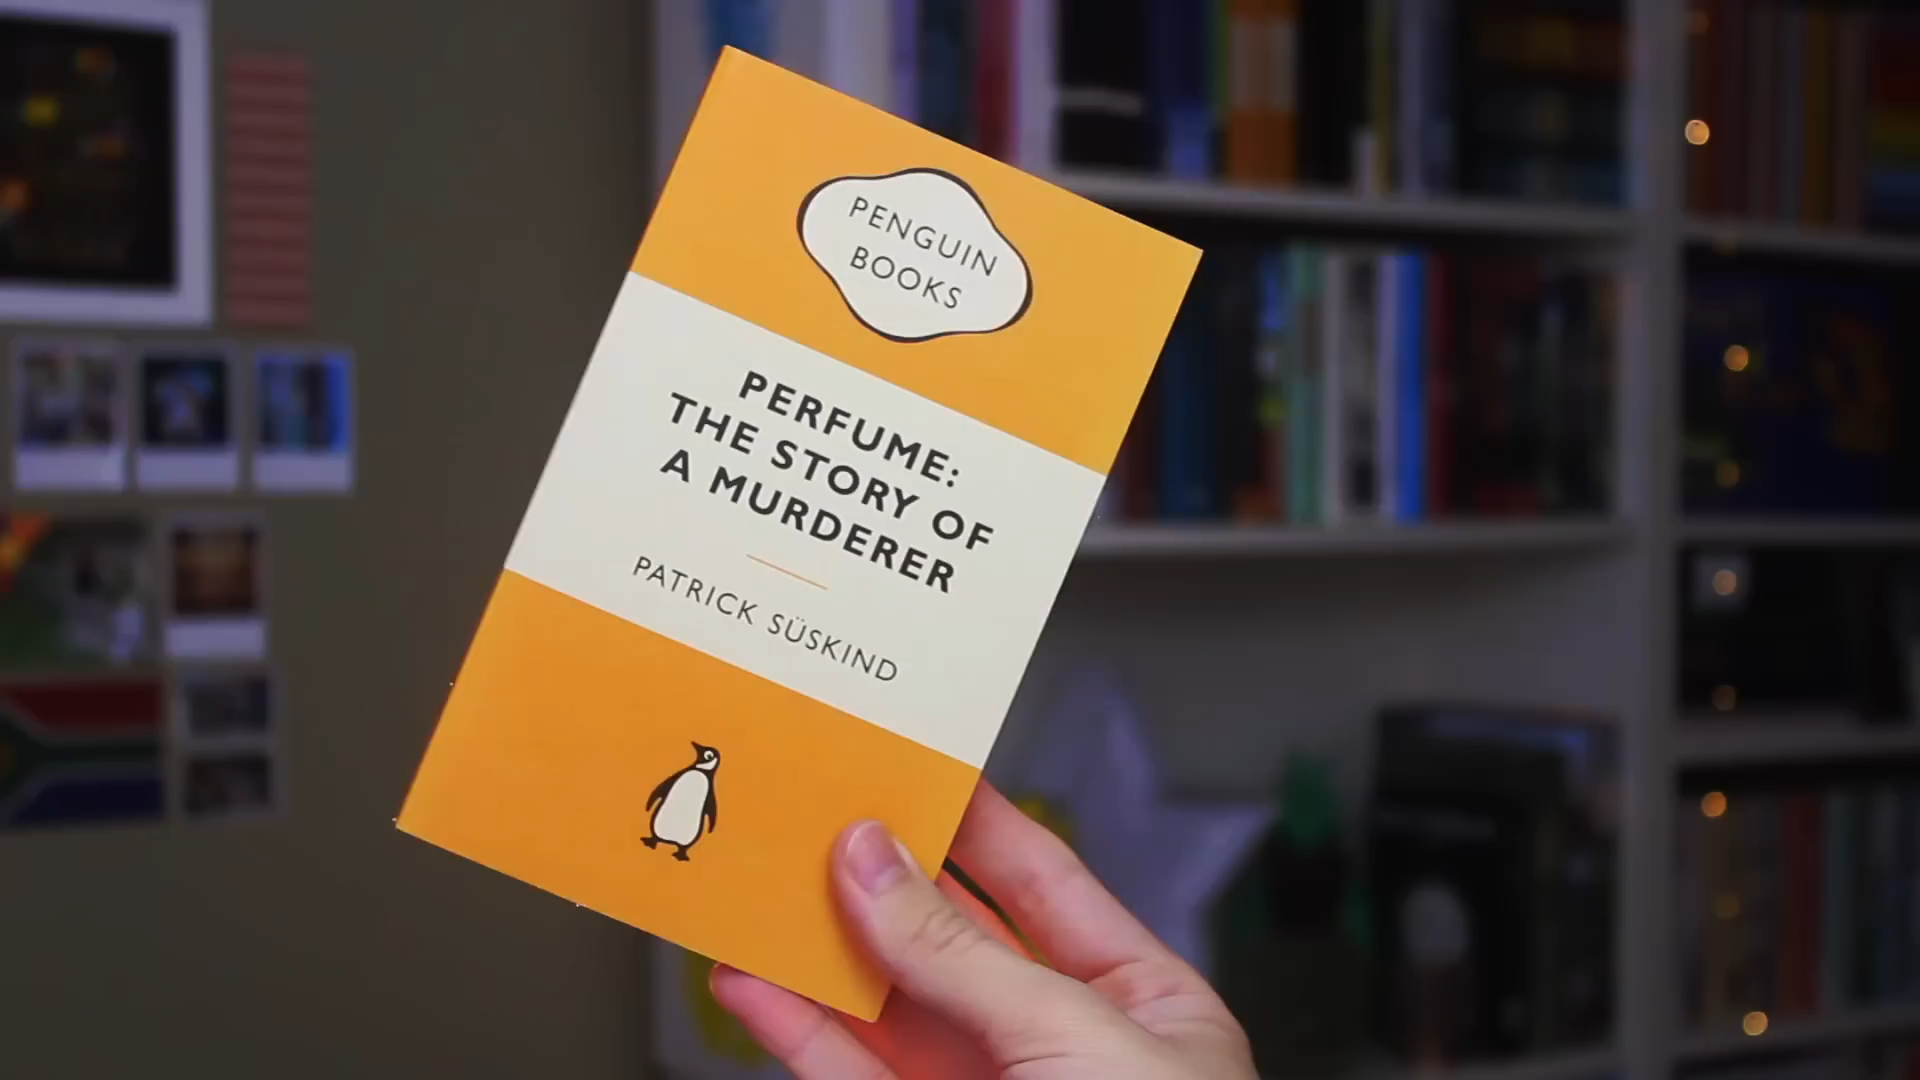 PENGUIN
BOOKS
PERFUME:
THE STORY OF
A MURDERER
PATRICK SÜSKIND